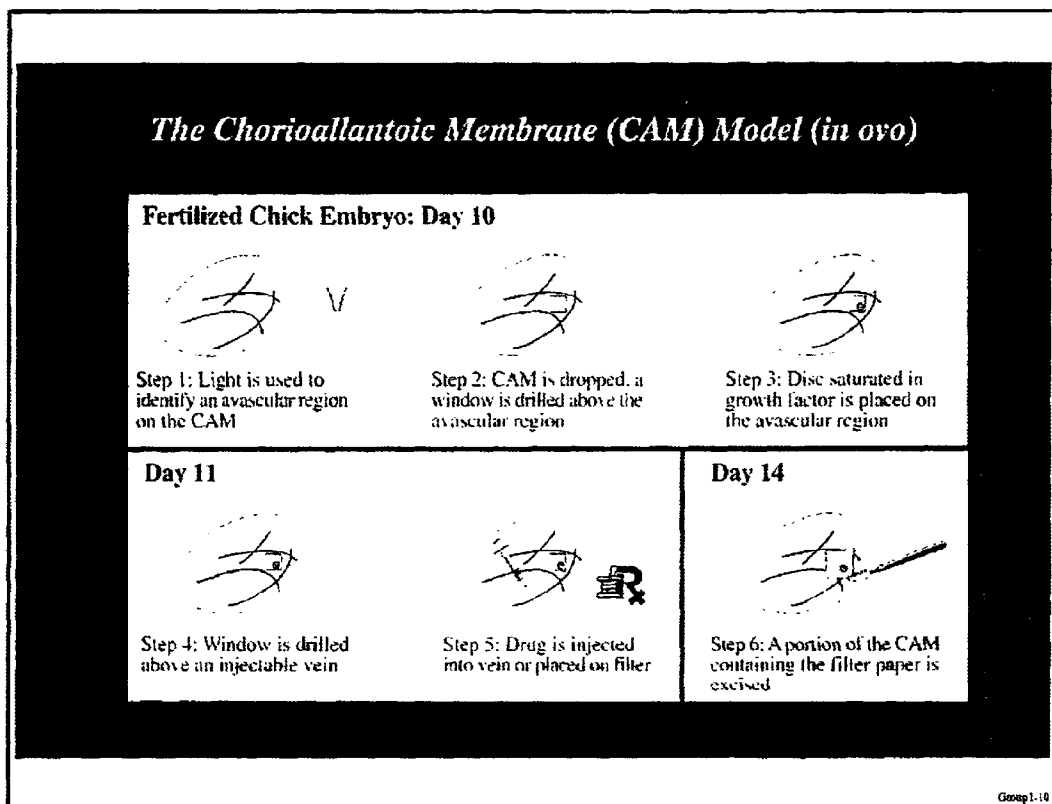 The Chorioallantoic Membrane (CAM) Model (in ovo)
Fertilized Chick Embryo: Day 10
Step 1: Light is used to
identify an avascular region
on the CAM
Step 2: CAM is dropped, a
window is drilled above the
avascular region
Step 3: Disc saturated in
growth factor is placed on
the avascular region
Day 11
Step 4: Window is drilled
above an injectable vein
Step 5: Drug is injected
into vein or placed on filter
Rx
Day 14
Step 6: A portion of the CAM
containing the filter paper is
excised
Group1-10